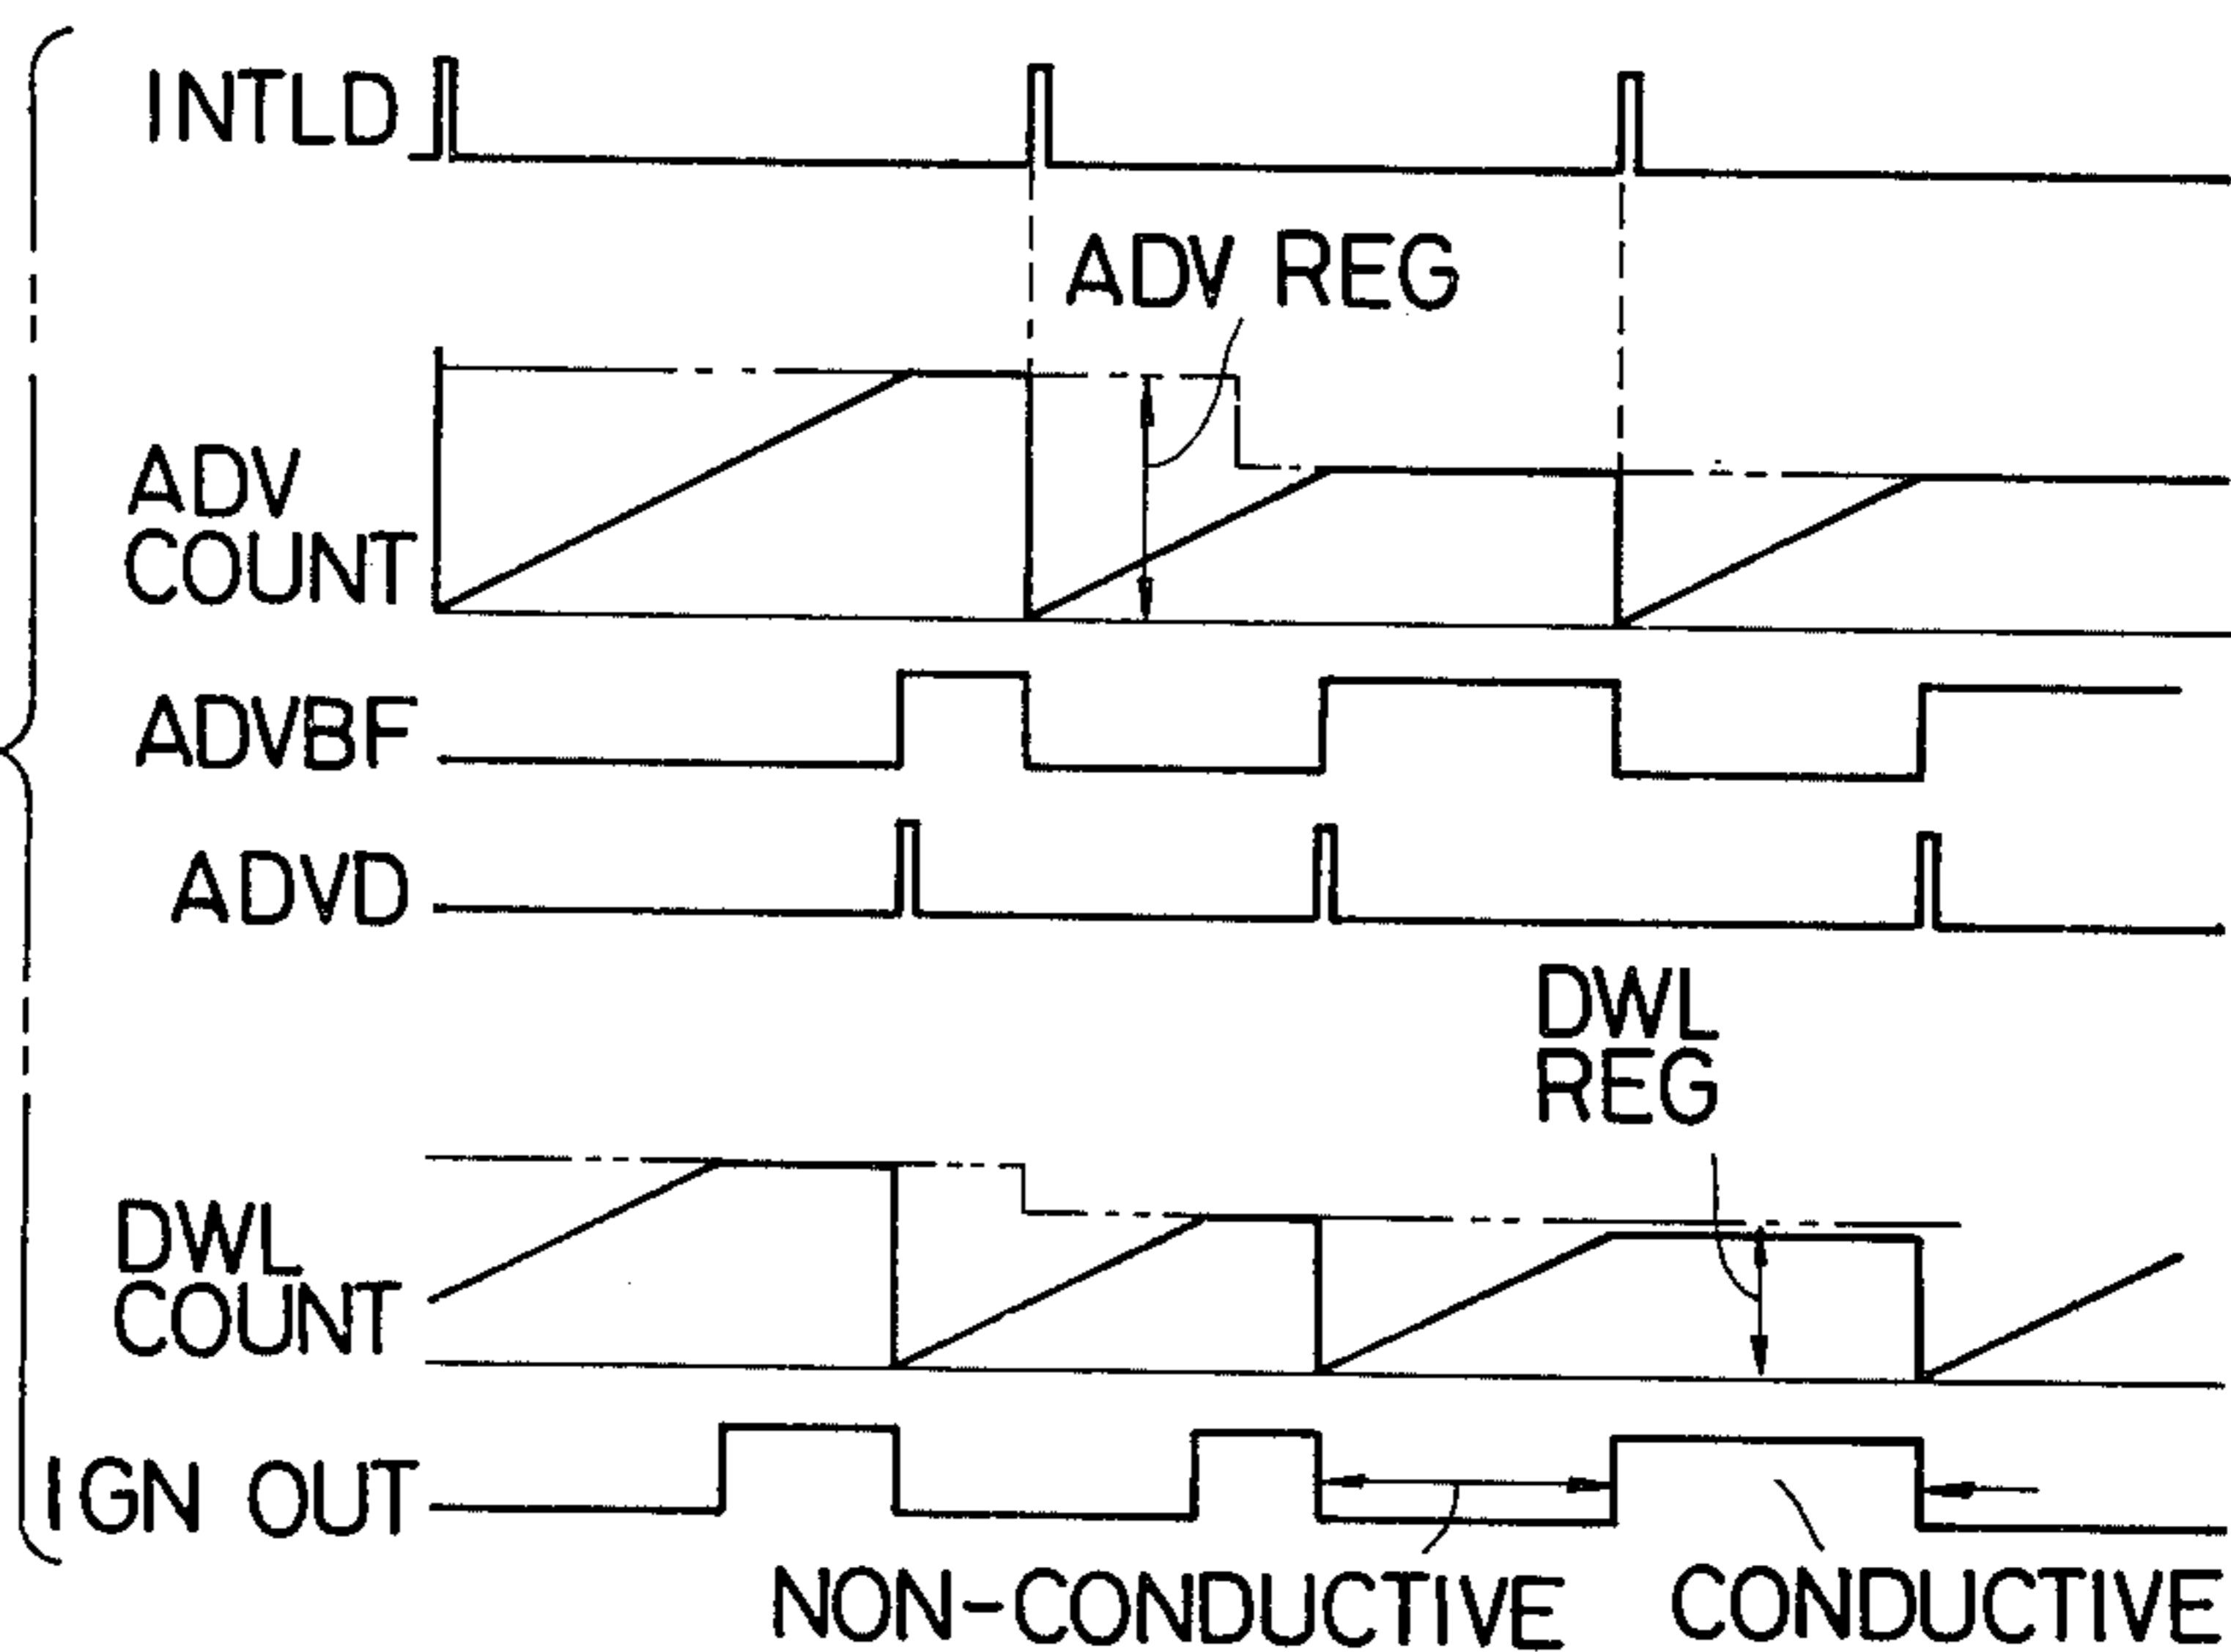 INTLD
ADV REG
ADV
COUNT
ADVBF
ADVD
DWL
REG
DWL
COUNT
IGN OUT
NON-CONDUCTIVE
CONDUCTIVE